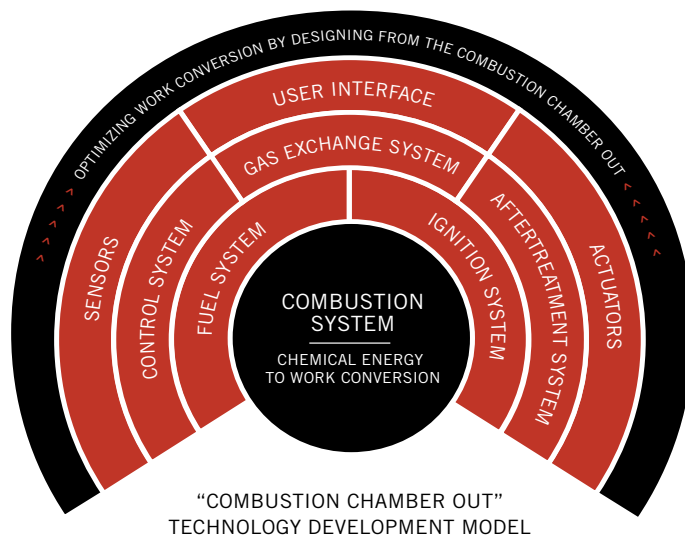 > > > > > OPTIMIZING WORK CONVERSION BY DESIGNING FROM THE COMBUSTION CHAMBER OUT < < < < <
USER INTERFACE
SENSORS
ACTUATORS
GAS EXCHANGE SYSTEM
CONTROL SYSTEM
AFTERTREATMENT SYSTEM
FUEL SYSTEM
IGNITION SYSTEM
COMBUSTION
SYSTEM
CHEMICAL ENERGY
TO WORK CONVERSION
“COMBUSTION CHAMBER OUT”
TECHNOLOGY DEVELOPMENT MODEL